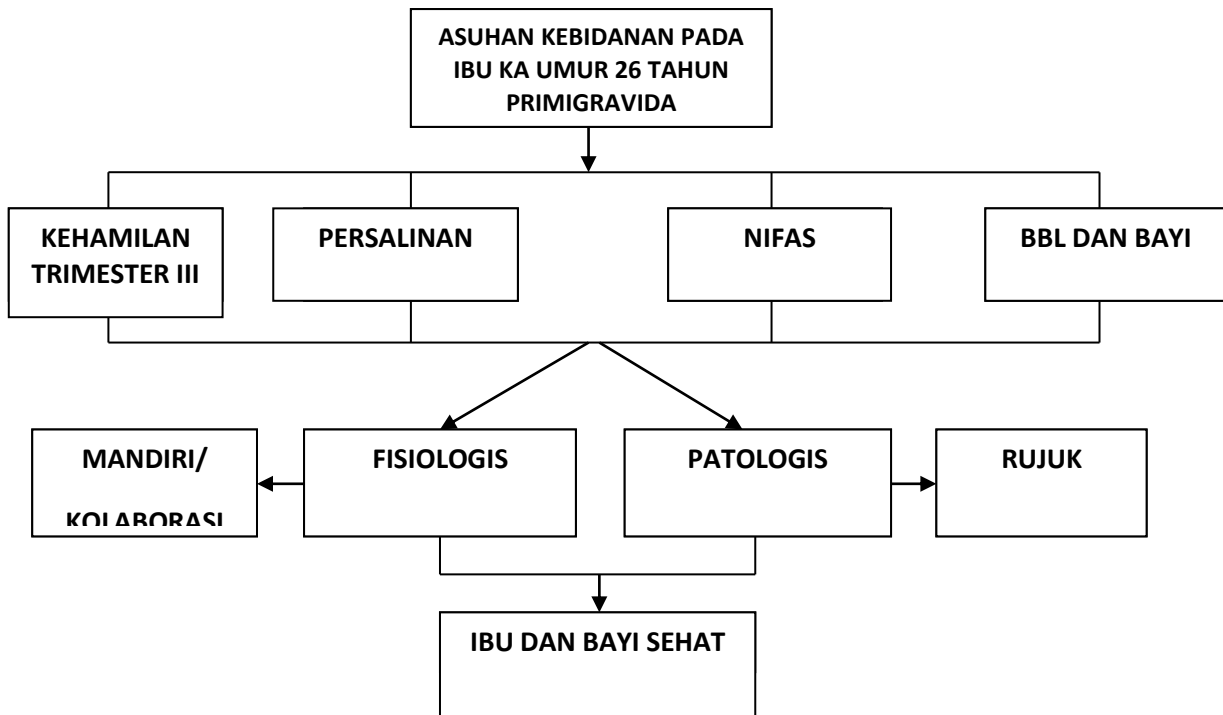 ASUHAN KEBIDANAN PADA
IBU KA UMUR 26 TAHUN
PRIMIGRAVIDA
KEHAMILAN
TRIMESTER III
PERSALINAN
NIFAS
BBL DAN BAYI
MANDIRI/
KOLABORASI
FISIOLOGIS
PATOLOGIS
RUJUK
IBU DAN BAYI SEHAT